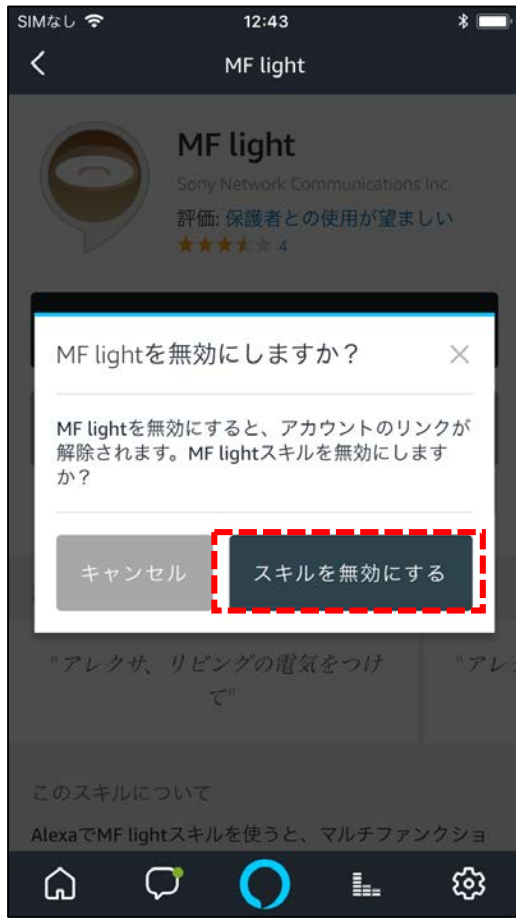 SIMなし
12:43
MF light
MF light
Sony Network Communications Inc.
評価: 保護者との使用が望ましい
4
MF lightを無効にしますか？
MF lightを無効にすると、アカウントのリンクが
解除されます。MF lightスキルを無効にします
か？
キャンセル
スキルを無効にする
"アレクサ、リビングの電気をつけ
て"
"アレ
このスキルについて
AlexaでMF lightスキルを使うと、マルチファンクショ